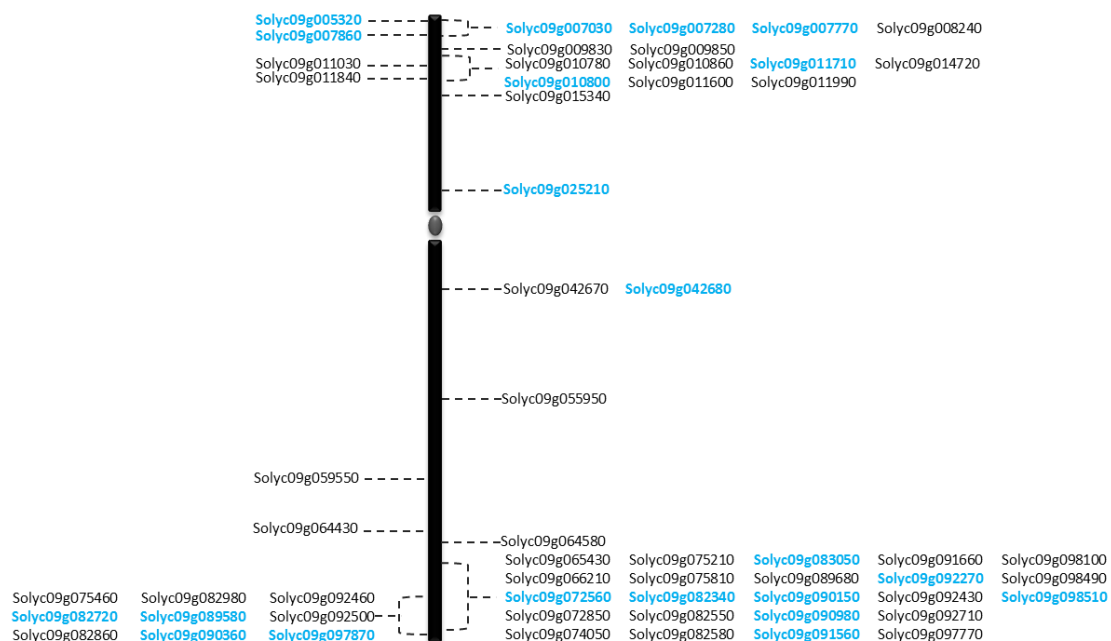 Solyc09g005320
Solyc09g007860
Solyc09g007030 Solyc09g007280 Solyc09g007770 Solyc09g008240
Solyc09g009830 Solyc09g009850
Solyc09g011030
Solyc09g011840
Solyc09g010780 Solyc09g010860 Solyc09g011710 Solyc09g014720
Solyc09g010800 Solyc09g011600 Solyc09g011990
Solyc09g015340
Solyc09g025210
Solyc09g042670 Solyc09g042680
Solyc09g055950
Solyc09g059550
Solyc09g064430
Solyc09g064580
Solyc09g065430 Solyc09g075210 Solyc09g083050 Solyc09g091660 Solyc09g098100
Solyc09g066210 Solyc09g075810 Solyc09g089680 Solyc09g092270 Solyc09g098490
Solyc09g072560 Solyc09g082340 Solyc09g090150 Solyc09g092430 Solyc09g098510
Solyc09g072850 Solyc09g082550 Solyc09g090980 Solyc09g092710
Solyc09g074050 Solyc09g082580 Solyc09g091560 Solyc09g097770
Solyc09g075460 Solyc09g082980 Solyc09g092460
Solyc09g082720 Solyc09g089580 Solyc09g092500
Solyc09g082860 Solyc09g090360 Solyc09g097870